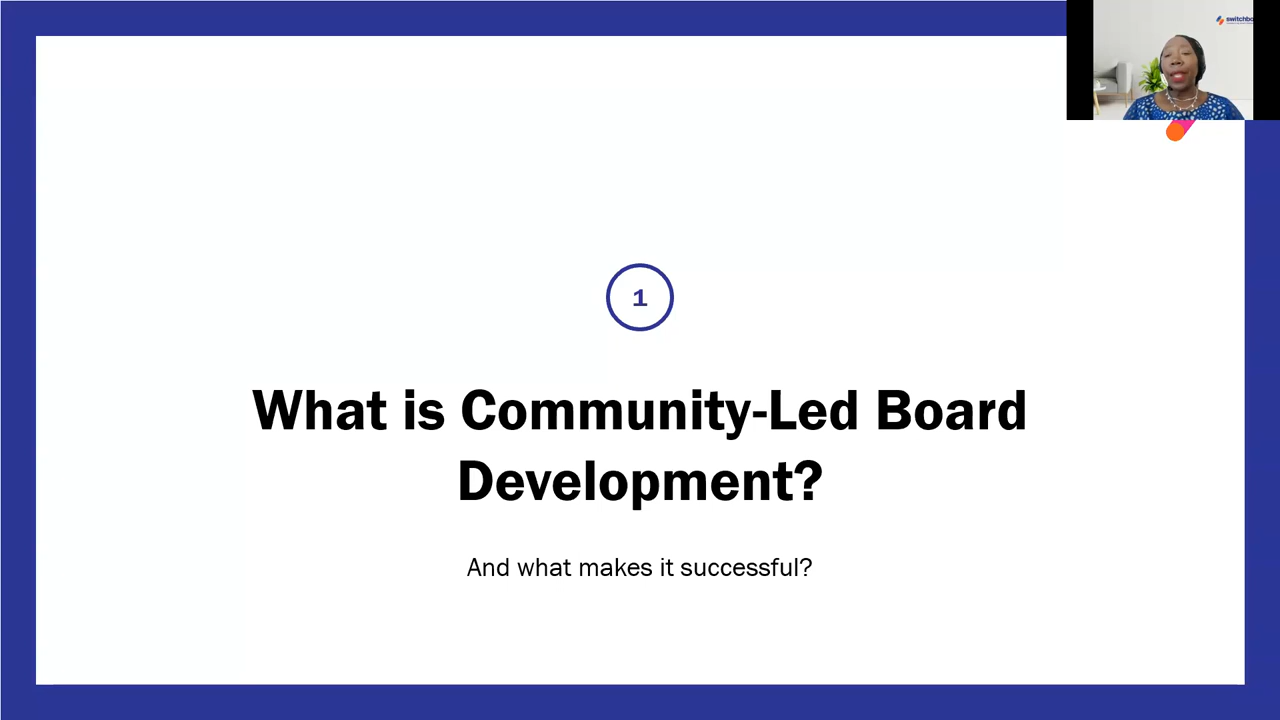 1
What is Community-Led Board
Development?
And what makes it successful?